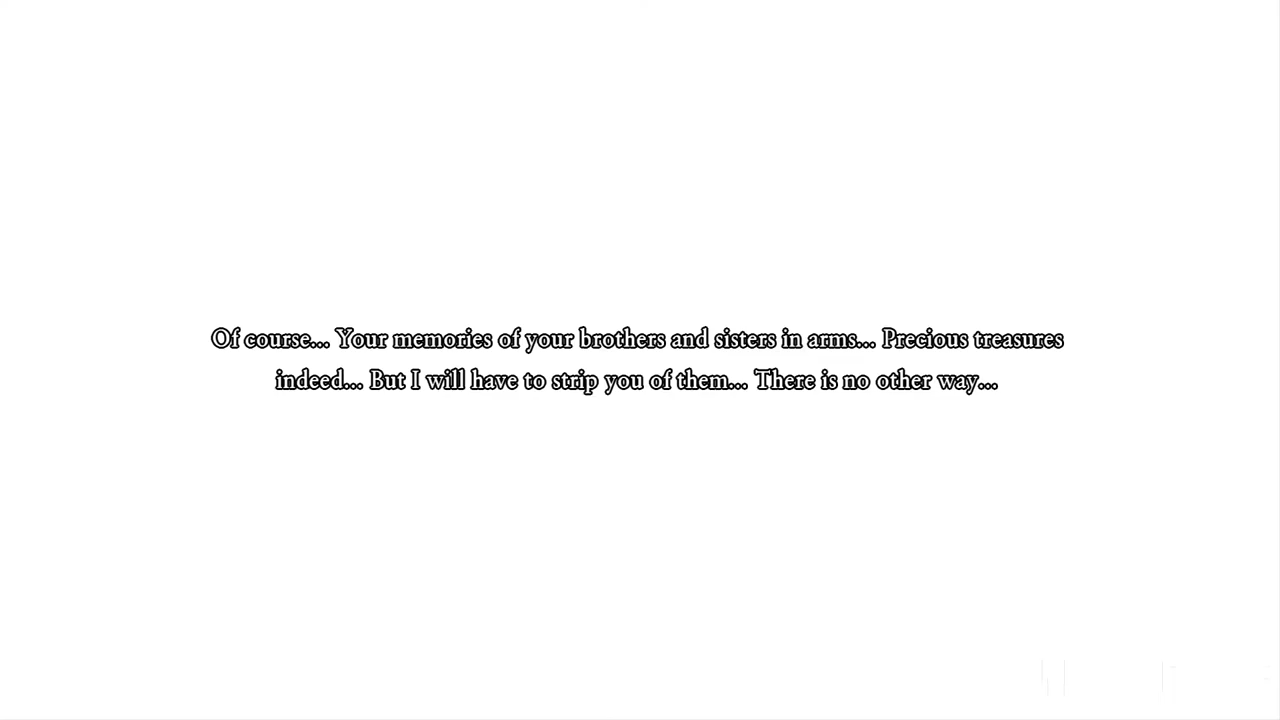 Of course... Your memories of your brothers and sisters in arms... Precious treasures
indeed... But I will have to strip you of them... There is no other way...